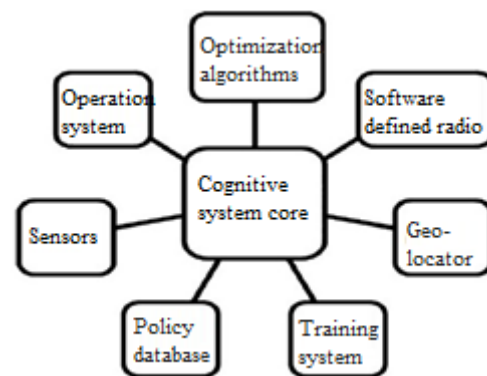 Optimization
algorithms
Operation
system
Software
defined radio
Cognitive
system core
Sensors
Geo-
locator
Policy
database
Training
system